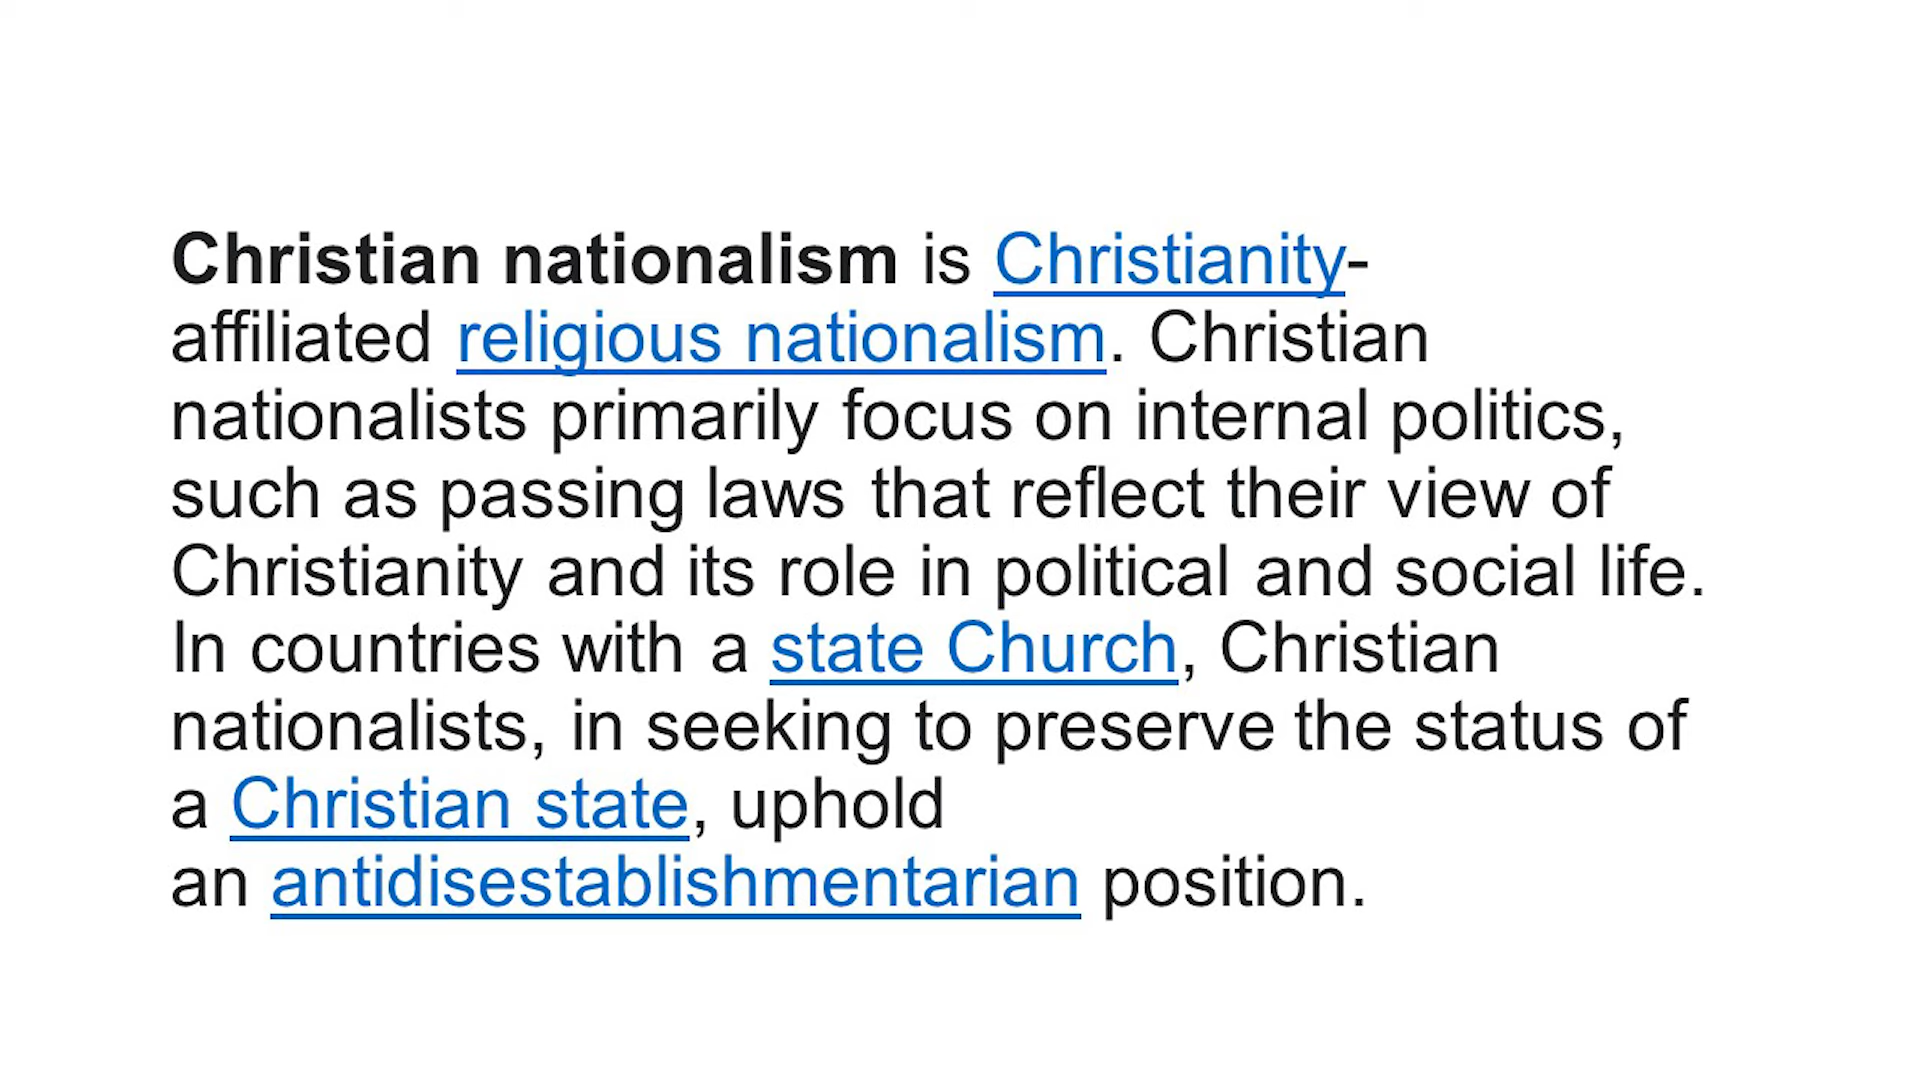 Christian nationalism is Christianity-
affiliated religious nationalism. Christian
nationalists primarily focus on internal politics,
such as passing laws that reflect their view of
Christianity and its role in political and social life.
In countries with a state Church, Christian
nationalists, in seeking to preserve the status of
a Christian state, uphold
an antidisestablishmentarian position.